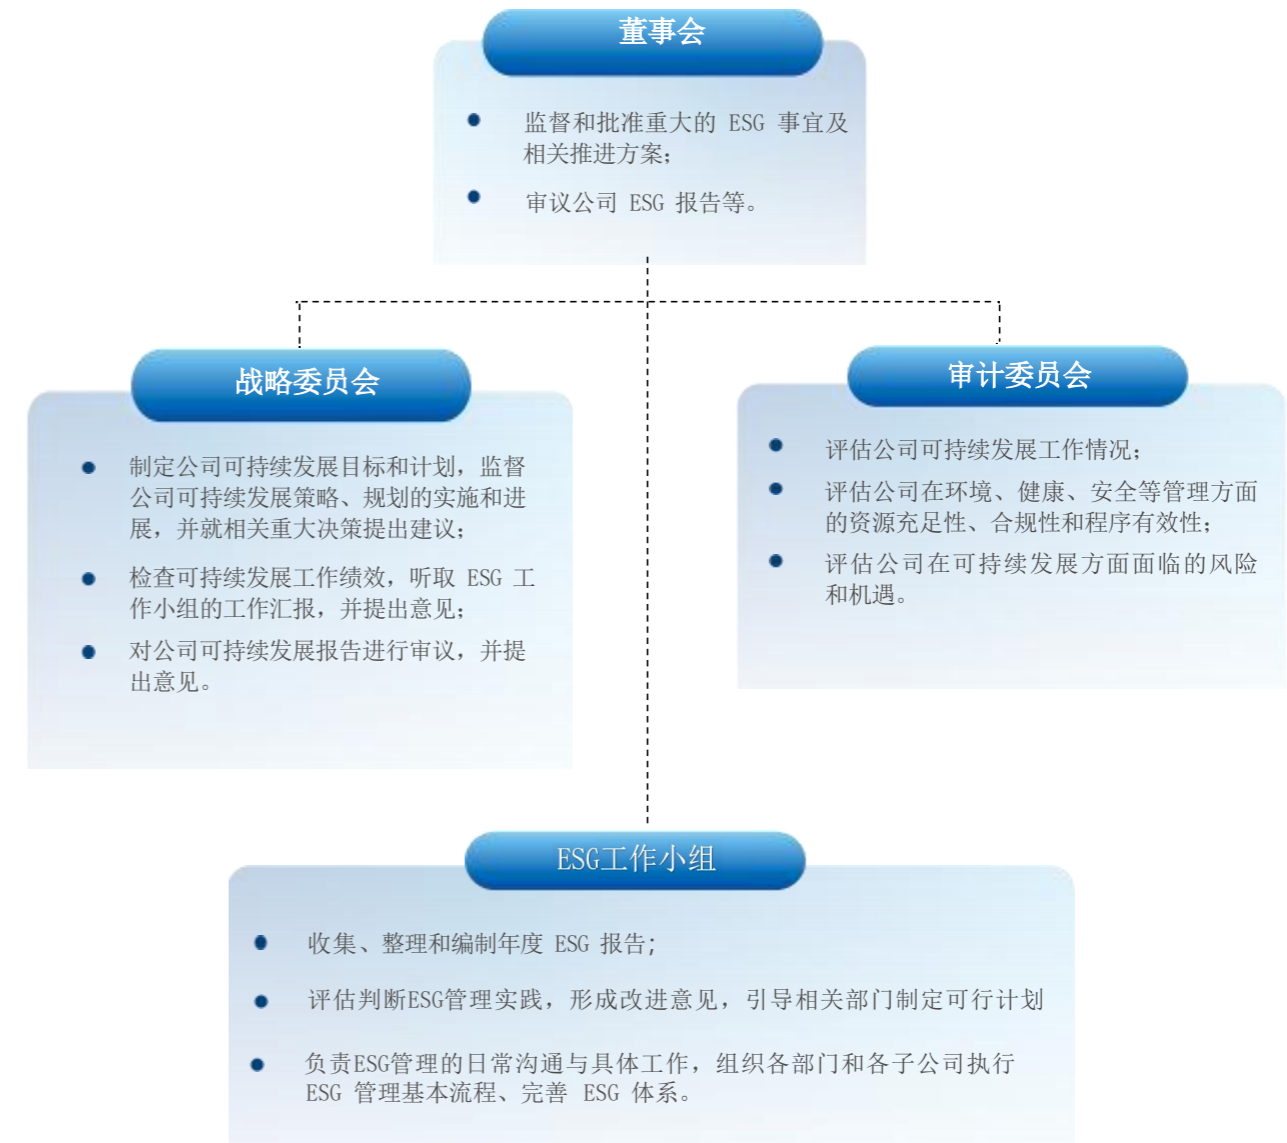 董事会
监督和批准重大的 ESG 事宜及
相关推进方案；
审议公司 ESG 报告等。
战略委员会
制定公司可持续发展目标和计划，监督
公司可持续发展策略、规划的实施和进
展，并就相关重大决策提出建议；
检查可持续发展工作绩效，听取 ESG 工
作小组的工作汇报，并提出意见；
对公司可持续发展报告进行审议，并提
出意见。
审计委员会
评估公司可持续发展工作情况；
评估公司在环境、健康、安全等管理方面
的资源充足性、合规性和程序有效性；
评估公司在可持续发展方面面临的风险
和机遇。
ESG工作小组
收集、整理和编制年度 ESG 报告;
评估判断ESG管理实践，形成改进意见，引导相关部门制定可行计划
负责ESG管理的日常沟通与具体工作，组织各部门和各子公司执行
ESG 管理基本流程、完善 ESG 体系。